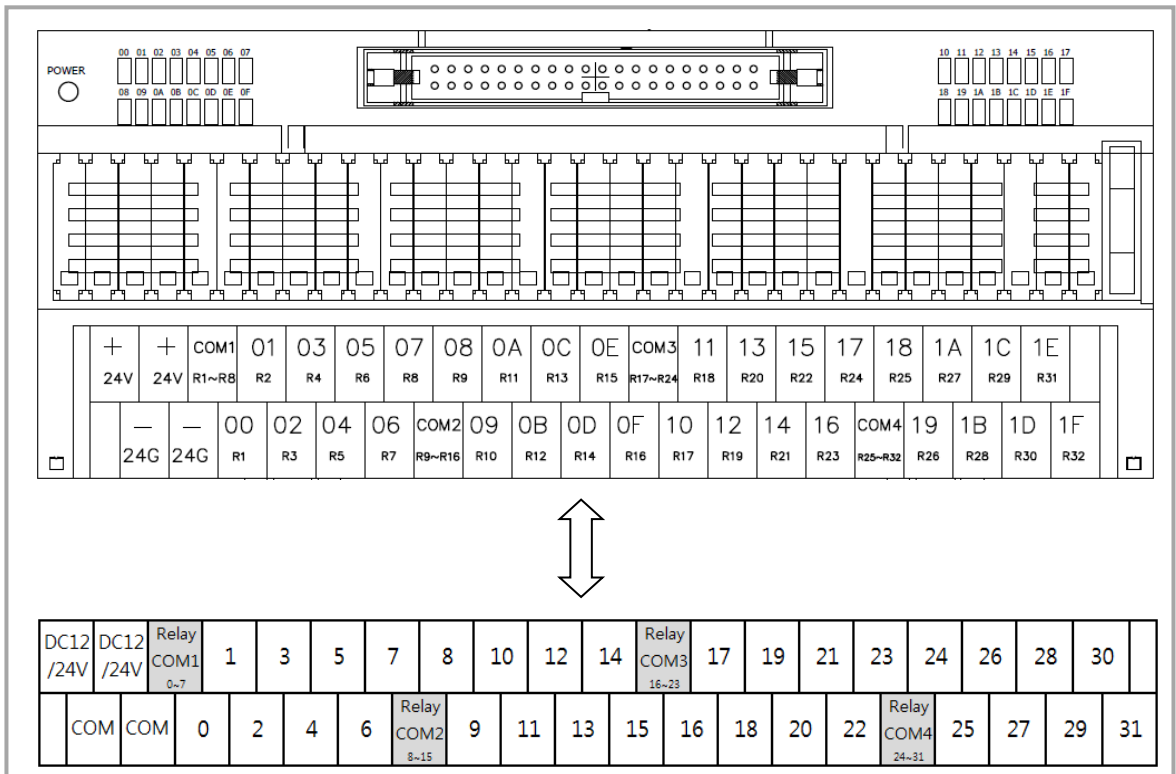 00 01 02 03 04 05 06 07
10 11 12 13 14 15 16 17
POWER
08 09 0A 0B 0C 0D 0E 0F
18 19 1A 1B 1C 1D 1E 1F
+ + COM1 01 03 05 07 08 0A 0C 0E COM3 11 13 15 17 18 1A 1C 1E
24V 24V R1~R8 R2 R4 R6 R8 R9 R11 R13 R15 R17~R24 R18 R20 R22 R24 R25 R27 R29 R31
— — 00 02 04 06 COM2 09 0B 0D 0F 10 12 14 16 COM4 19 1B 1D 1F
24G 24G R1 R3 R5 R7 R9~R16 R10 R12 R14 R16 R17 R19 R21 R23 R25~R32 R26 R28 R30 R32
DC12 /24V DC12 /24V Relay COM1 0~7 1 3 5 7 8 10 12 14 Relay COM3 16~23 17 19 21 23 24 26 28 30
COM COM 0 2 4 6 Relay COM2 8~15 9 11 13 15 16 18 20 22 Relay COM4 24~31 25 27 29 31